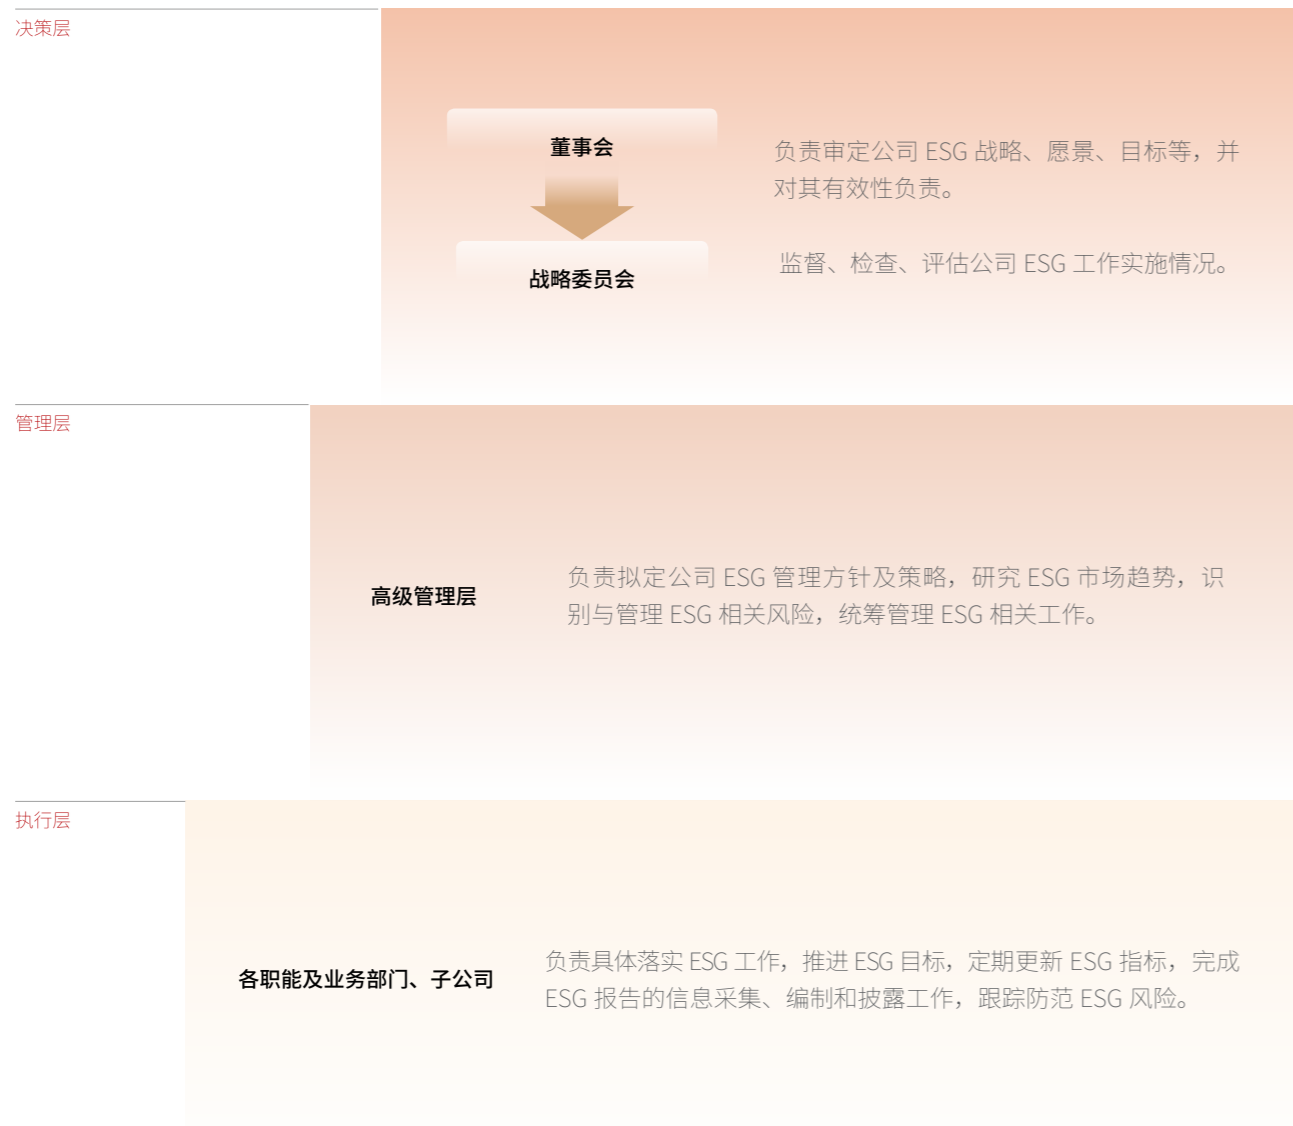 决策层
董事会
负责审定公司 ESG 战略、愿景、目标等，并
对其有效性负责。
战略委员会
监督、检查、评估公司 ESG 工作实施情况。
管理层
高级管理层
负责拟定公司 ESG 管理方针及策略，研究 ESG 市场趋势，识
别与管理 ESG 相关风险，统筹管理 ESG 相关工作。
执行层
各职能及业务部门、子公司
负责具体落实 ESG 工作，推进 ESG 目标，定期更新 ESG 指标，完成
ESG 报告的信息采集、编制和披露工作，跟踪防范 ESG 风险。